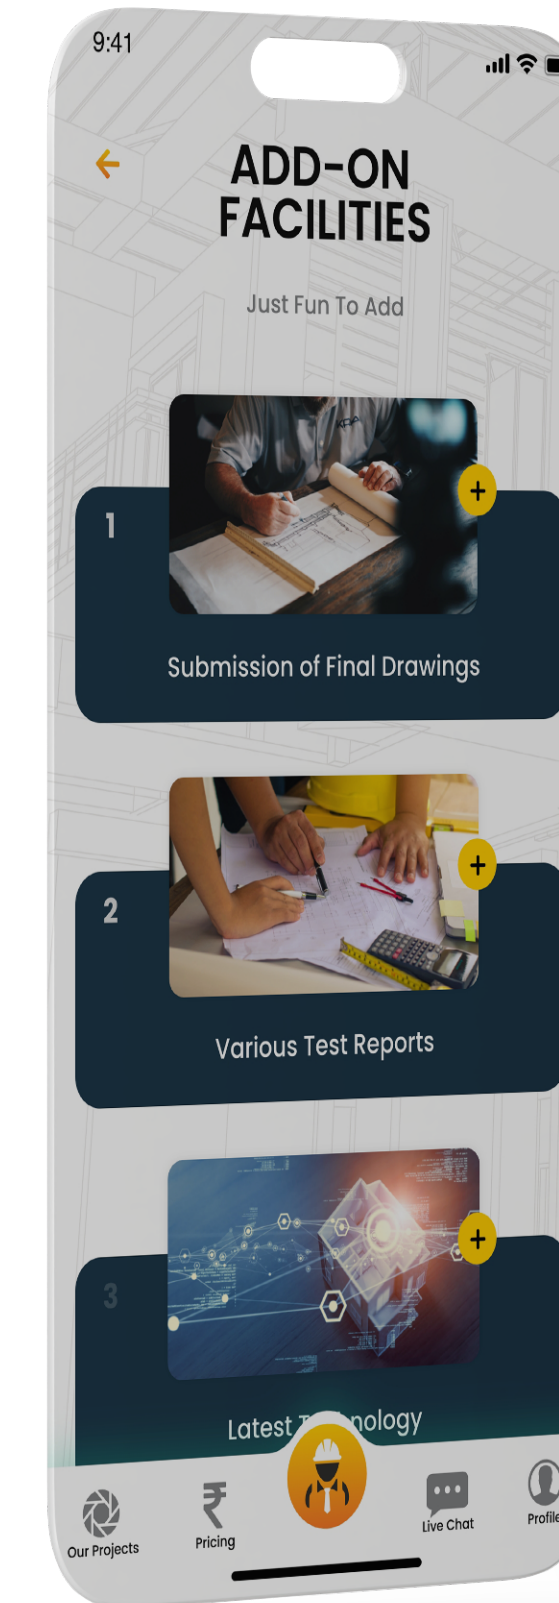 9:41
ADD-ON
FACILITIES
Just Fun To Add
1
Submission of Final Drawings
2
Various Test Reports
3
Our Projects
Pricing
Live Chat
Profile
Latest